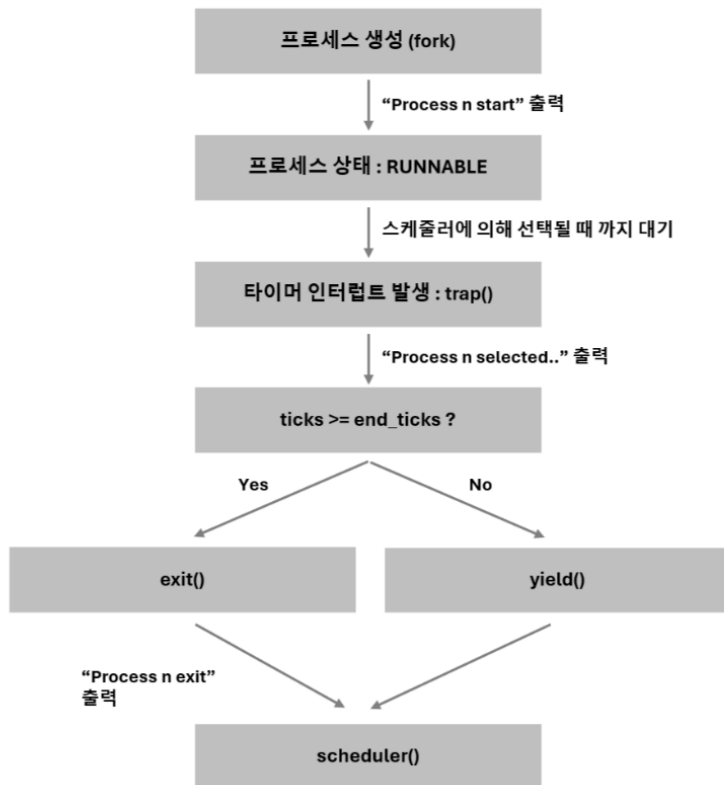 프로세스 생성 (fork)
“Process n start” 출력
프로세스 상태 : RUNNABLE
스케줄러에 의해 선택될 때 까지 대기
타이머 인터럽트 발생 : trap()
“Process n selected..” 출력
ticks >= end_ticks ?
Yes
No
exit()
yield()
“Process n exit”
출력
scheduler()